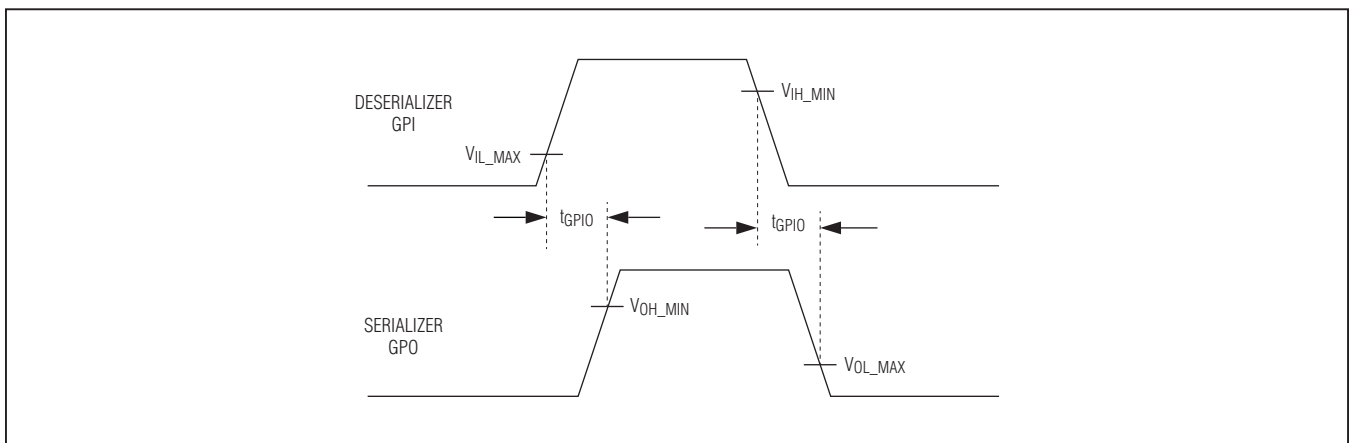 DESERIALIZER
GPI
VIH_MIN
VIL_MAX
tGPIO
tGPIO
VOH_MIN
SERIALIZER
GPO
VOL_MAX